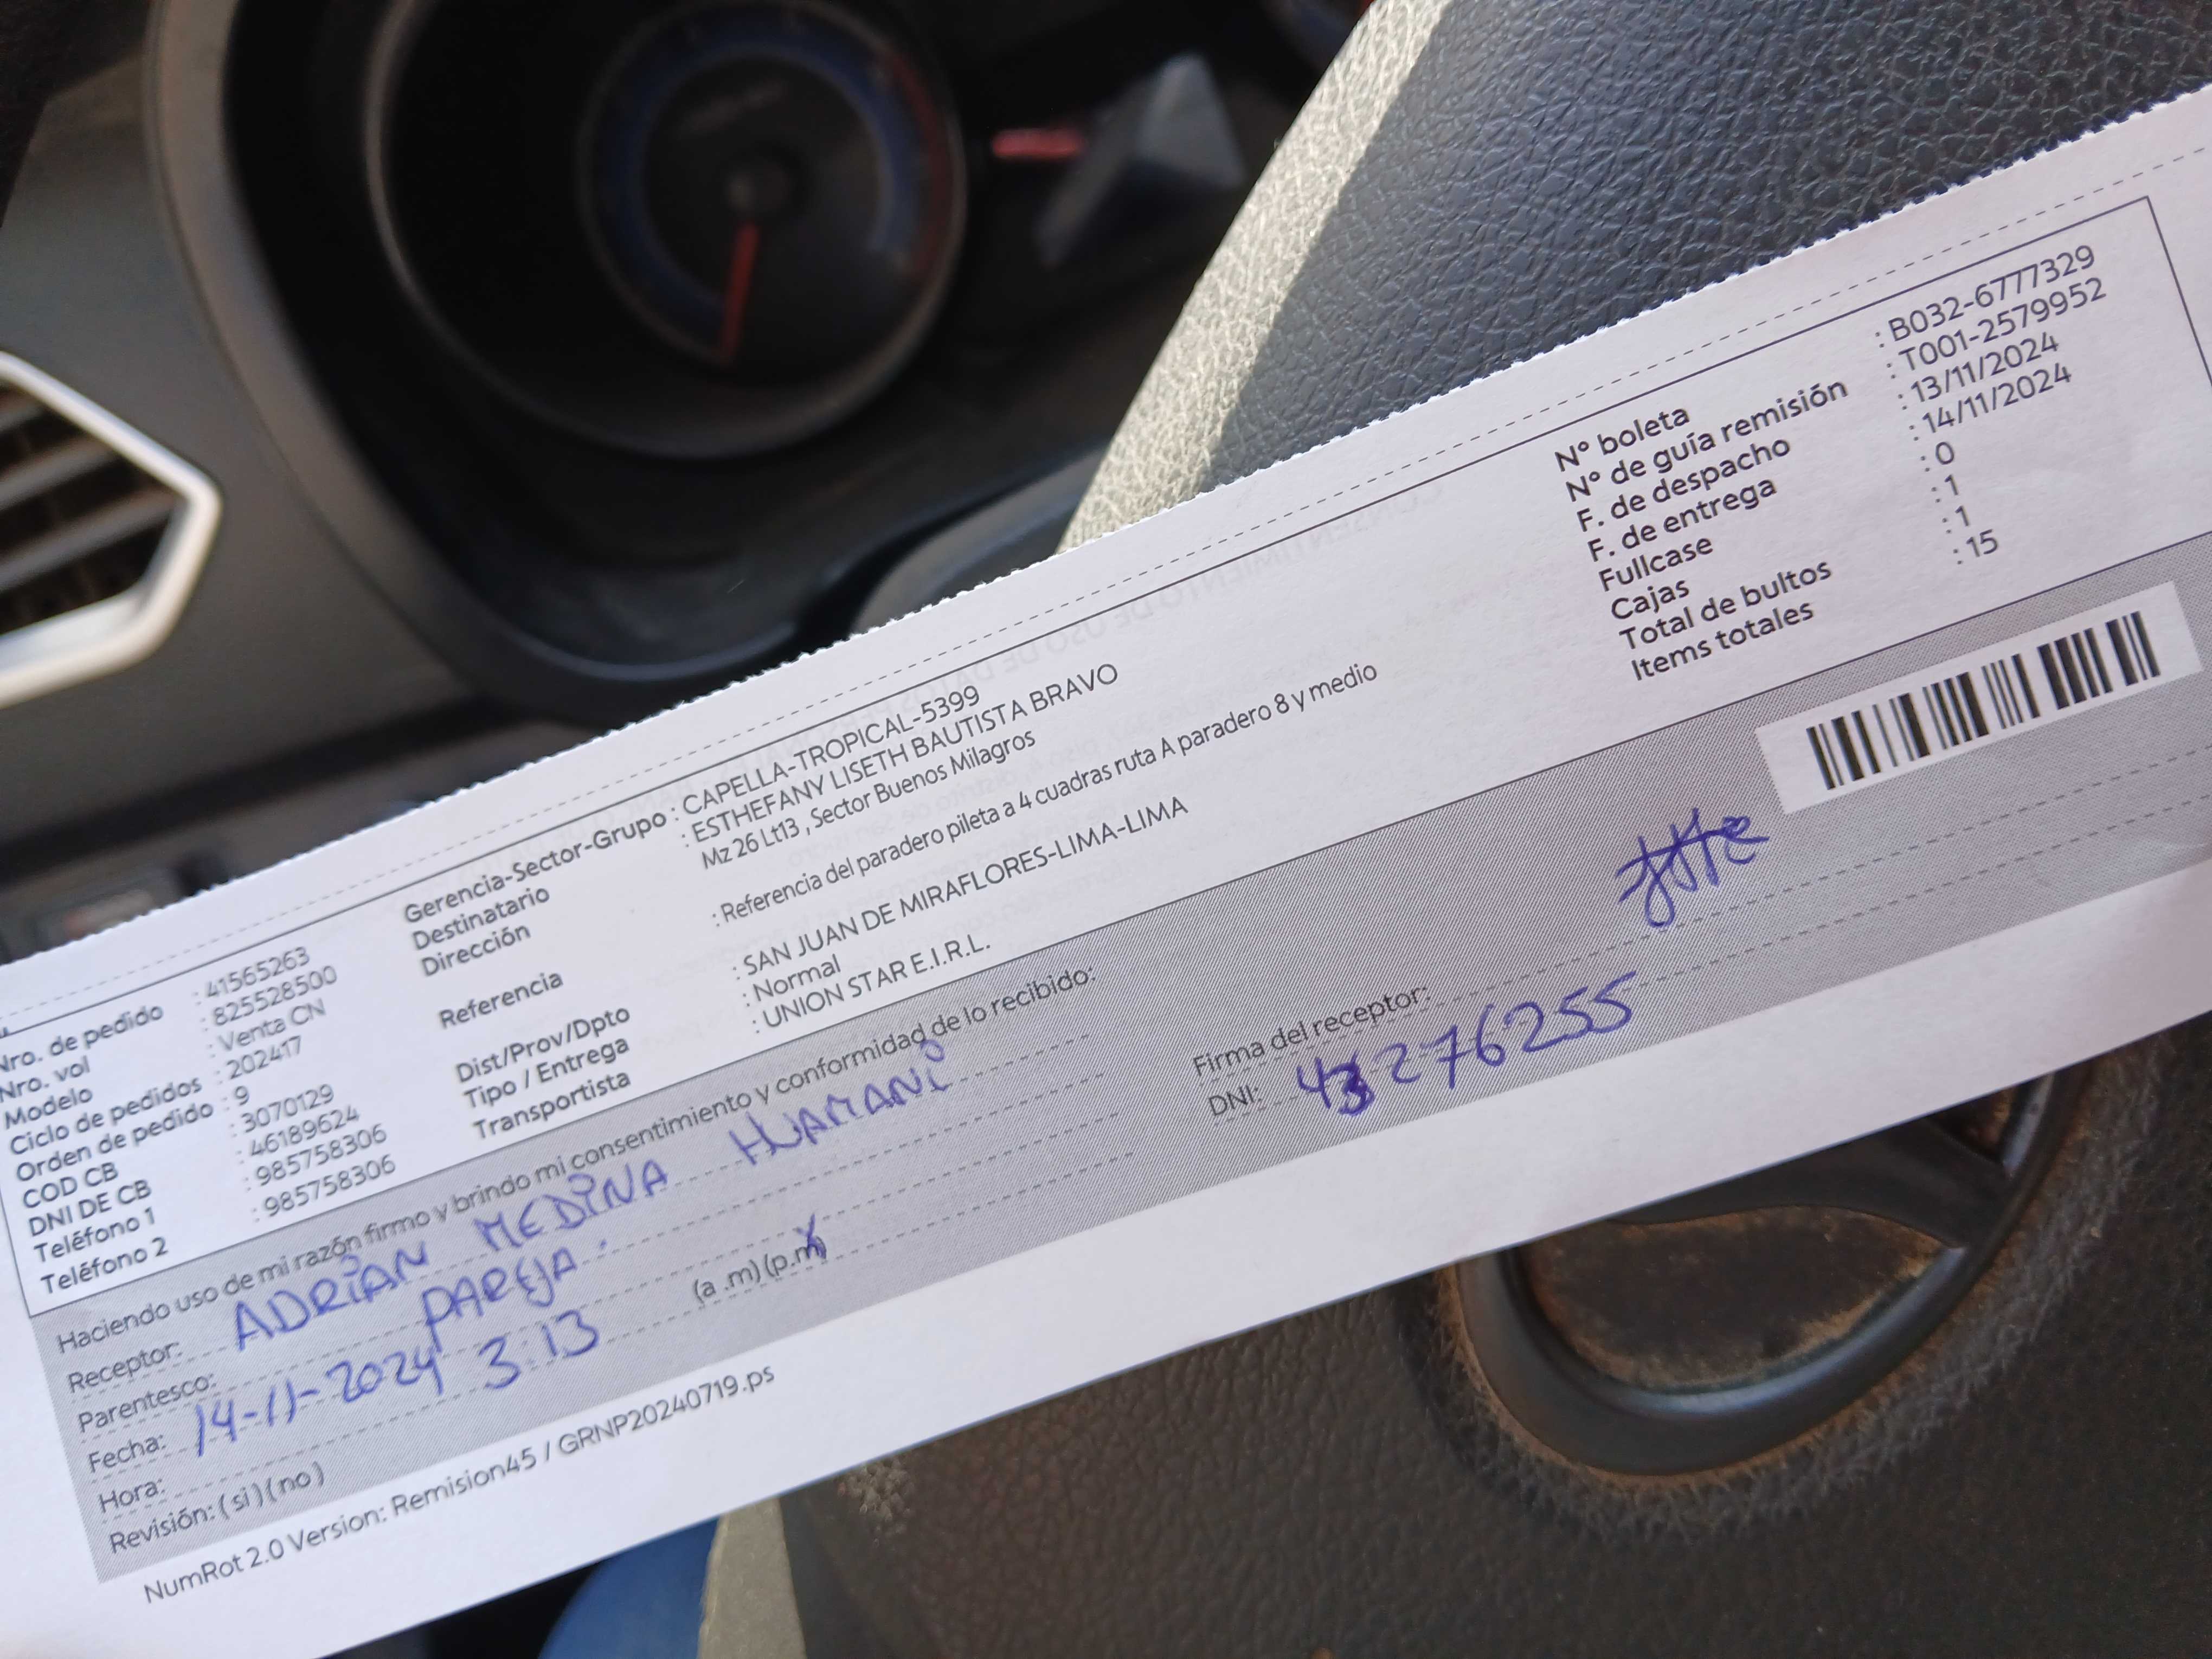 Nro. de pedido : 41565263
Nro. vol : 825528500
Modelo : Venta CN
Ciclo de pedidos : 202417
Orden de pedido : 9
COD CB : 3070129
DNI DE CB : 46189624
Teléfono 1 : 985758306
Teléfono 2 : 985758306
Gerencia-Sector-Grupo : CAPELLA-TROPICAL-5399
Destinatario : ESTHEFANY LISETH BAUTISTA BRAVO
Dirección Mz 26 Lt13 , Sector Buenos Milagros
Referencia : Referencia del paradero pileta a 4 cuadras ruta A paradero 8 y medio
Dist/Prov/Dpto : SAN JUAN DE MIRAFLORES-LIMA-LIMA
Tipo / Entrega : Normal
Transportista : UNION STAR E.I.R.L.
N° boleta : B032-6777329
N° de guía remisión : T001-2579952
F. de despacho : 13/11/2024
F. de entrega : 14/11/2024
Fullcase : 0
Cajas : 1
Total de bultos : 1
Items totales : 15
Haciendo uso de mi razón firmo y brindo mi consentimiento y conformidad de lo recibido:
Receptor: ADRIAN MEDINA HUAMANI
Parentesco: PAREJA.
Fecha: 14-11-2024
Hora: 3:13 (a .m) (p.m)
Revisión: ( si ) ( no )
Firma del receptor:
DNI: 43276255
NumRot 2.0 Version: Remision45 / GRNP20240719.ps